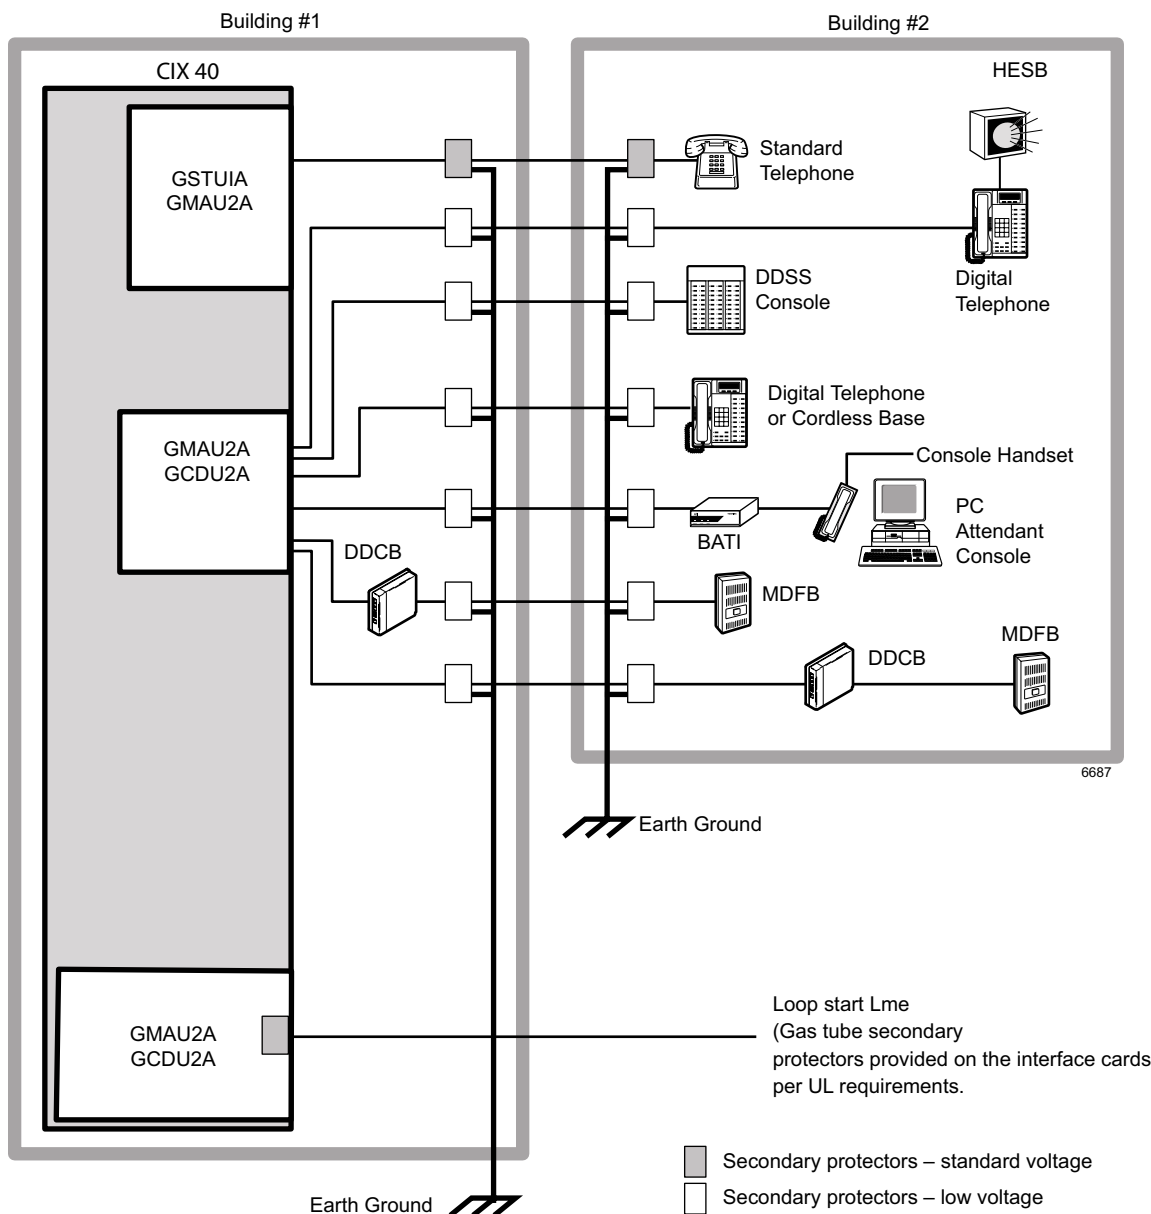 Building #1
Building #2
CIX 40
HESB
GSTUIA
GMAU2A
Standard
Telephone
DDSS
Console
Digital
Telephone
Digital Telephone
or Cordless Base
GMAU2A
GCDU2A
Console Handset
BATI
PC
Attendant
Console
DDCB
MDFB
DDCB
MDFB
6687
Earth Ground
GMAU2A
GCDU2A
Loop start Lme
(Gas tube secondary
protectors provided on the interface cards
per UL requirements.
Secondary protectors – standard voltage
Secondary protectors – low voltage
Earth Ground